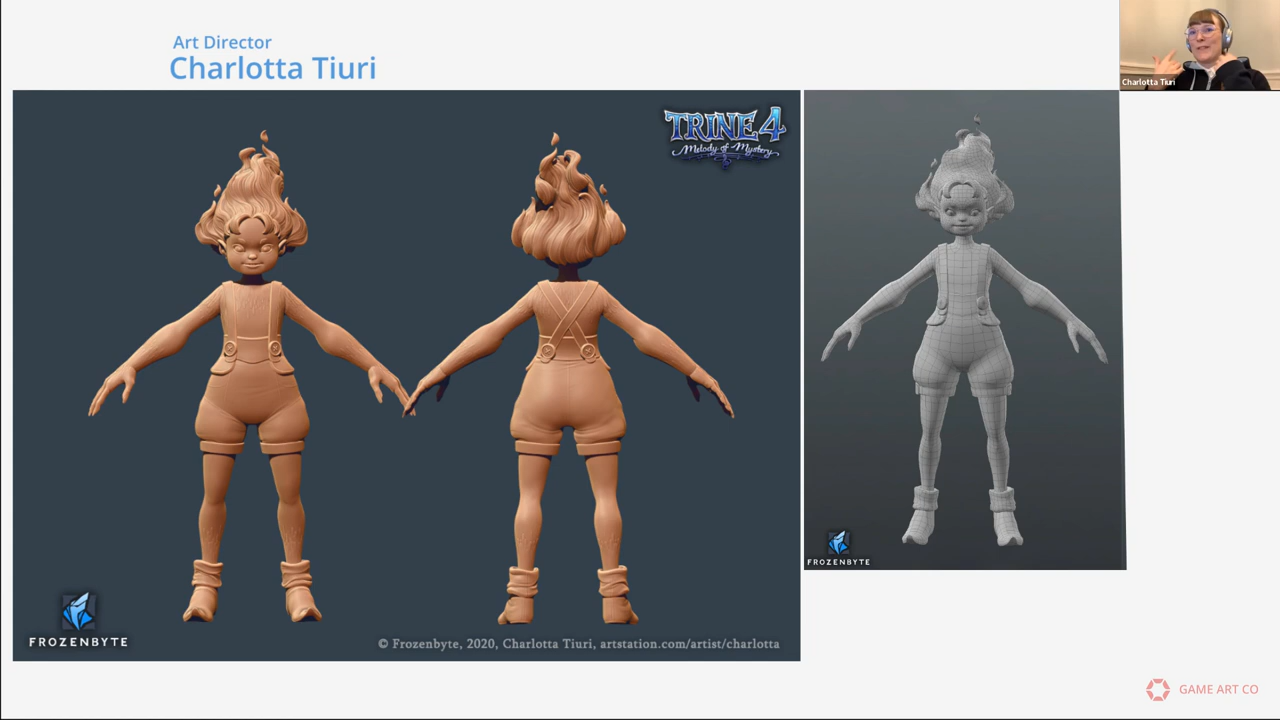 Art Director
Charlotta Tiuri
Charlotta Tiuri
TRINE 4
Melody of Mystery
FROZENBYTE
FROZENBYTE
© Frozenbyte, 2020, Charlotta Tiuri, artstation.com/artist/charlotta
GAME ART CO